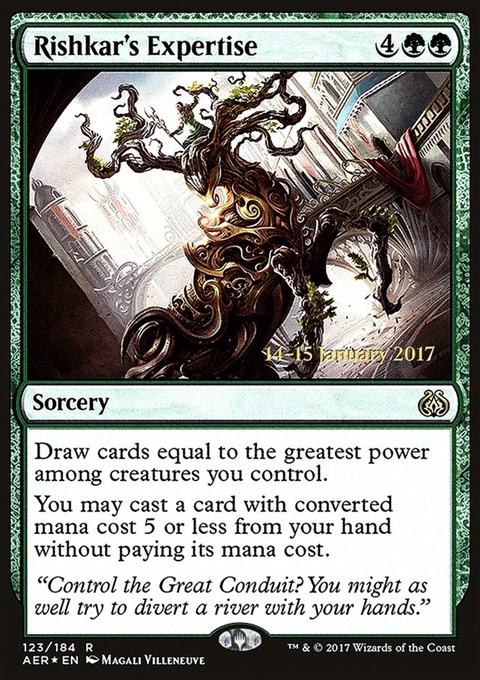 Rishkar's Expertise 4
14-15 January 2017
Sorcery
Draw cards equal to the greatest power
among creatures you control.
You may cast a card with converted
mana cost 5 or less from your hand
without paying its mana cost.
"Control the Great Conduit? You might as
well try to divert a river with your hands."
123/184 R
AER★EN Magali Villeneuve
™ & © 2017 Wizards of the Coast